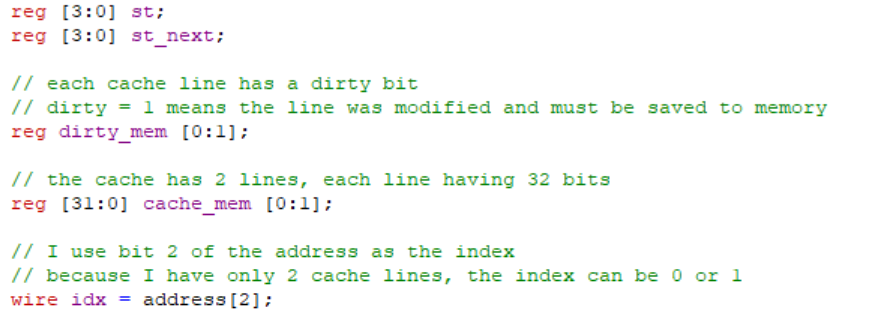 reg [3:0] st;
reg [3:0] st_next;
// each cache line has a dirty bit
// dirty = 1 means the line was modified and must be saved to memory
reg dirty_mem [0:1];
// the cache has 2 lines, each line having 32 bits
reg [31:0] cache_mem [0:1];
// I use bit 2 of the address as the index
// because I have only 2 cache lines, the index can be 0 or 1
wire idx = address[2];